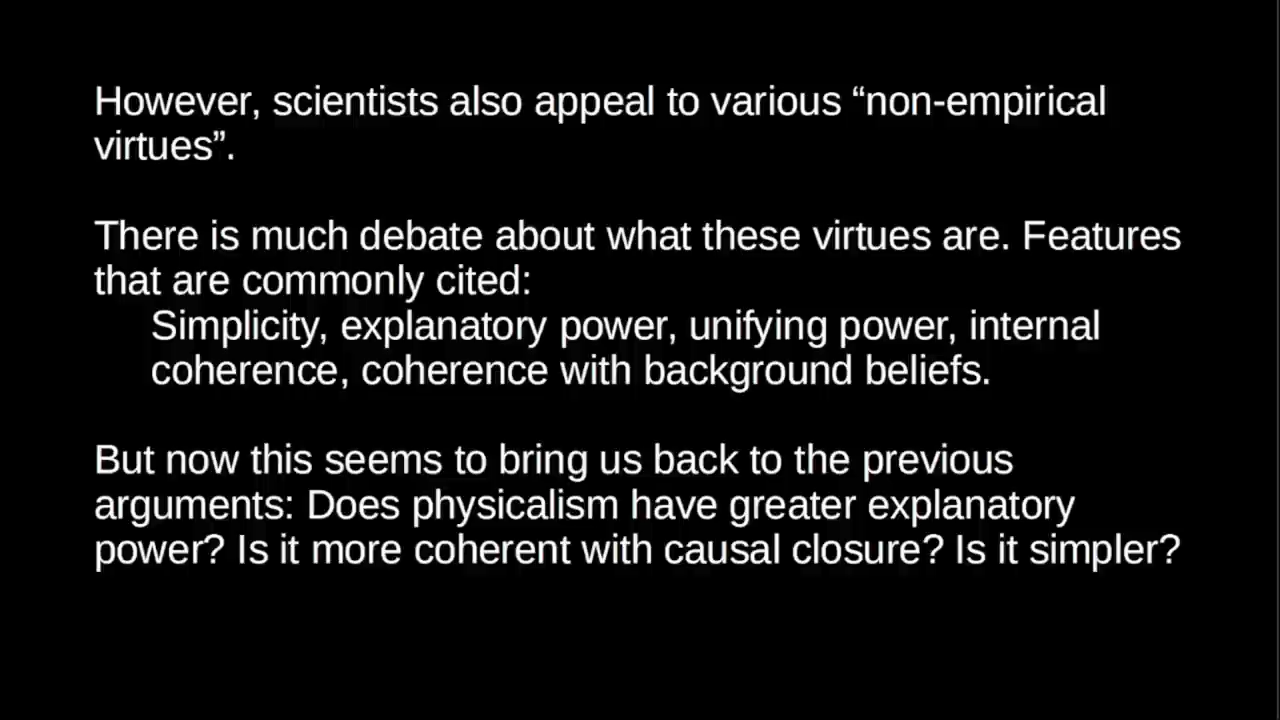 However, scientists also appeal to various “non-empirical
virtues”.
There is much debate about what these virtues are. Features
that are commonly cited:
Simplicity, explanatory power, unifying power, internal
coherence, coherence with background beliefs.
But now this seems to bring us back to the previous
arguments: Does physicalism have greater explanatory
power? Is it more coherent with causal closure? Is it simpler?